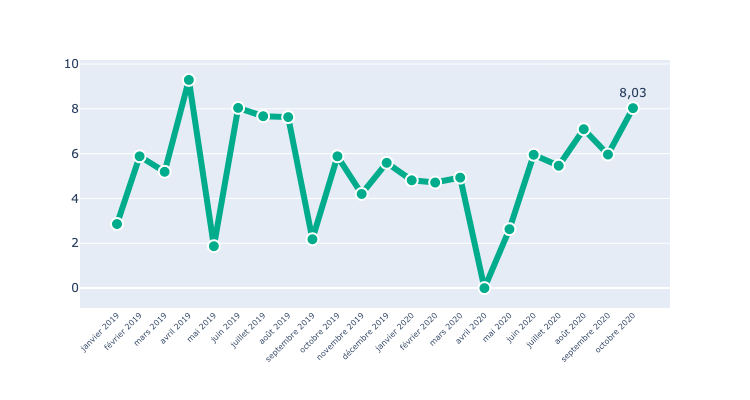 10
8
6
4
2
0
8,03
janvier 2019
février 2019
mars 2019
avril 2019
mai 2019
juin 2019
juillet 2019
août 2019
septembre 2019
octobre 2019
novembre 2019
décembre 2019
janvier 2020
février 2020
mars 2020
avril 2020
mai 2020
juin 2020
juillet 2020
août 2020
septembre 2020
octobre 2020